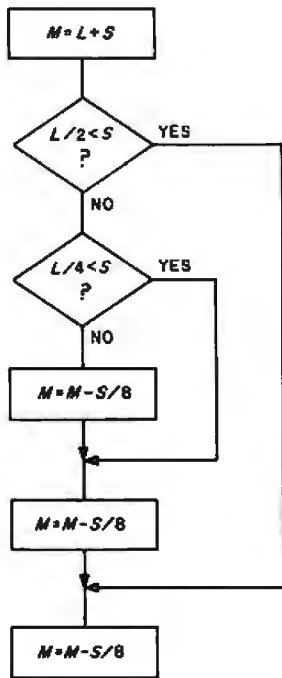 M=L+S
L/2<S
?
YES
NO
L/4<S
?
YES
NO
M=M-S/8
M=M-S/8
M=M-S/8